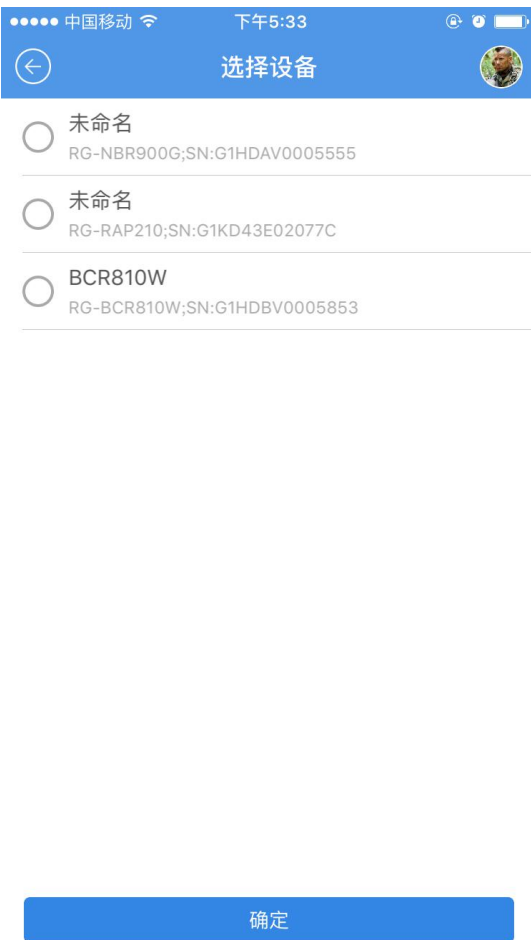 中国移动 下午5:33
选择设备
未命名
RG-NBR900G;SN:G1HDAV0005555
未命名
RG-RAP210;SN:G1KD43E02077C
BCR810W
RG-BCR810W;SN:G1HDBV0005853
确定